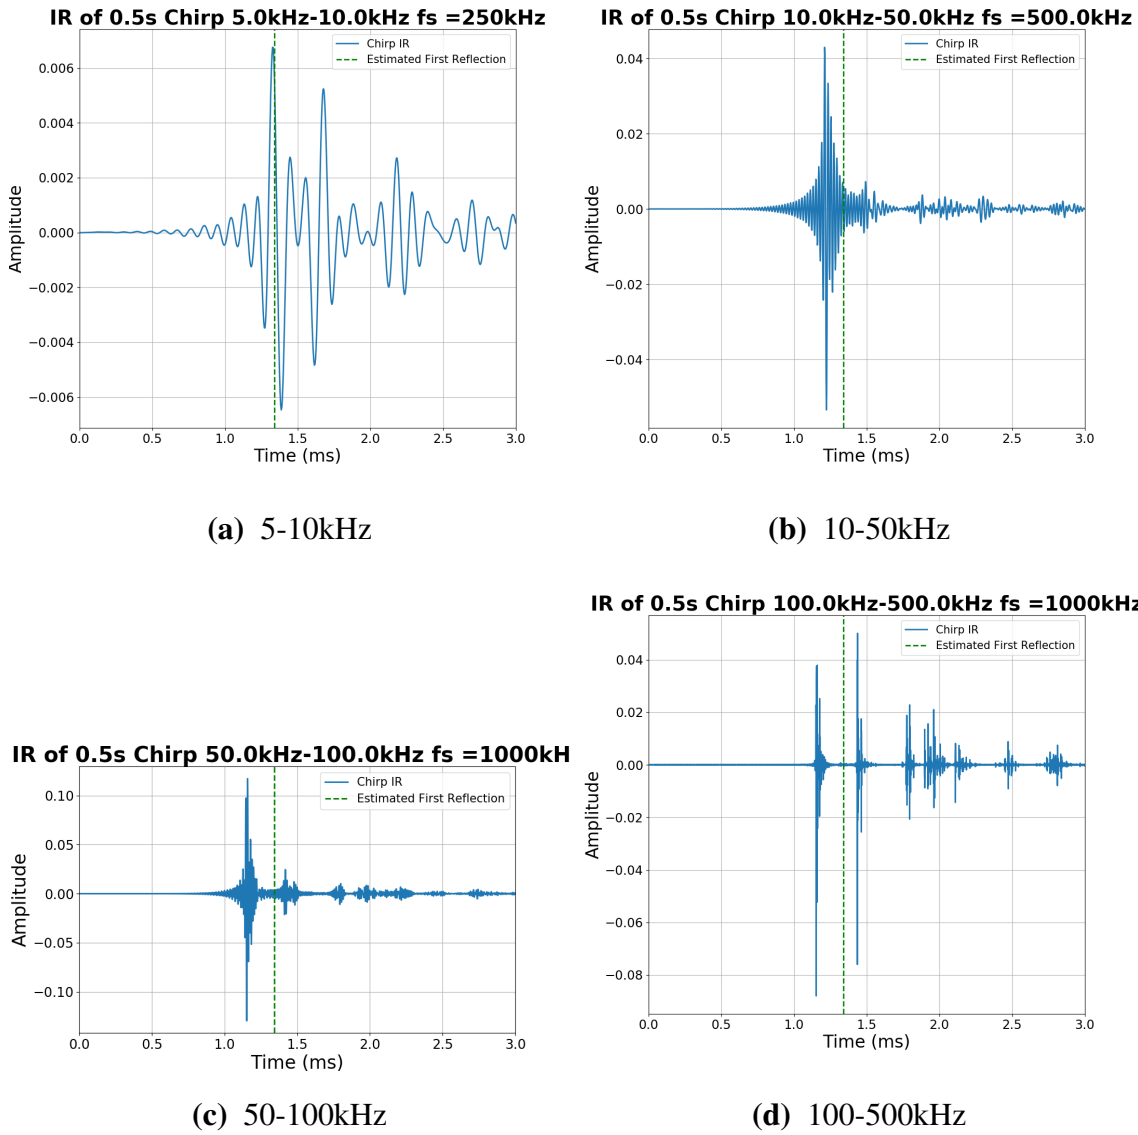 IR of 0.5s Chirp 5.0kHz-10.0kHz fs =250kHz
Chirp IR
Estimated First Reflection
0.006
0.004
0.002
0.000
−0.002
−0.004
−0.006
Amplitude
0.0 0.5 1.0 1.5 2.0 2.5 3.0
Time (ms)
(a) 5-10kHz
IR of 0.5s Chirp 10.0kHz-50.0kHz fs =500.0kHz
Chirp IR
Estimated First Reflection
0.04
0.02
0.00
−0.02
−0.04
Amplitude
0.0 0.5 1.0 1.5 2.0 2.5 3.0
Time (ms)
(b) 10-50kHz
IR of 0.5s Chirp 50.0kHz-100.0kHz fs =1000kH
Chirp IR
Estimated First Reflection
0.10
0.05
0.00
−0.05
−0.10
Amplitude
0.0 0.5 1.0 1.5 2.0 2.5 3.0
Time (ms)
(c) 50-100kHz
IR of 0.5s Chirp 100.0kHz-500.0kHz fs =1000kHz
Chirp IR
Estimated First Reflection
0.04
0.02
0.00
−0.02
−0.04
−0.06
−0.08
Amplitude
0.0 0.5 1.0 1.5 2.0 2.5 3.0
Time (ms)
(d) 100-500kHz